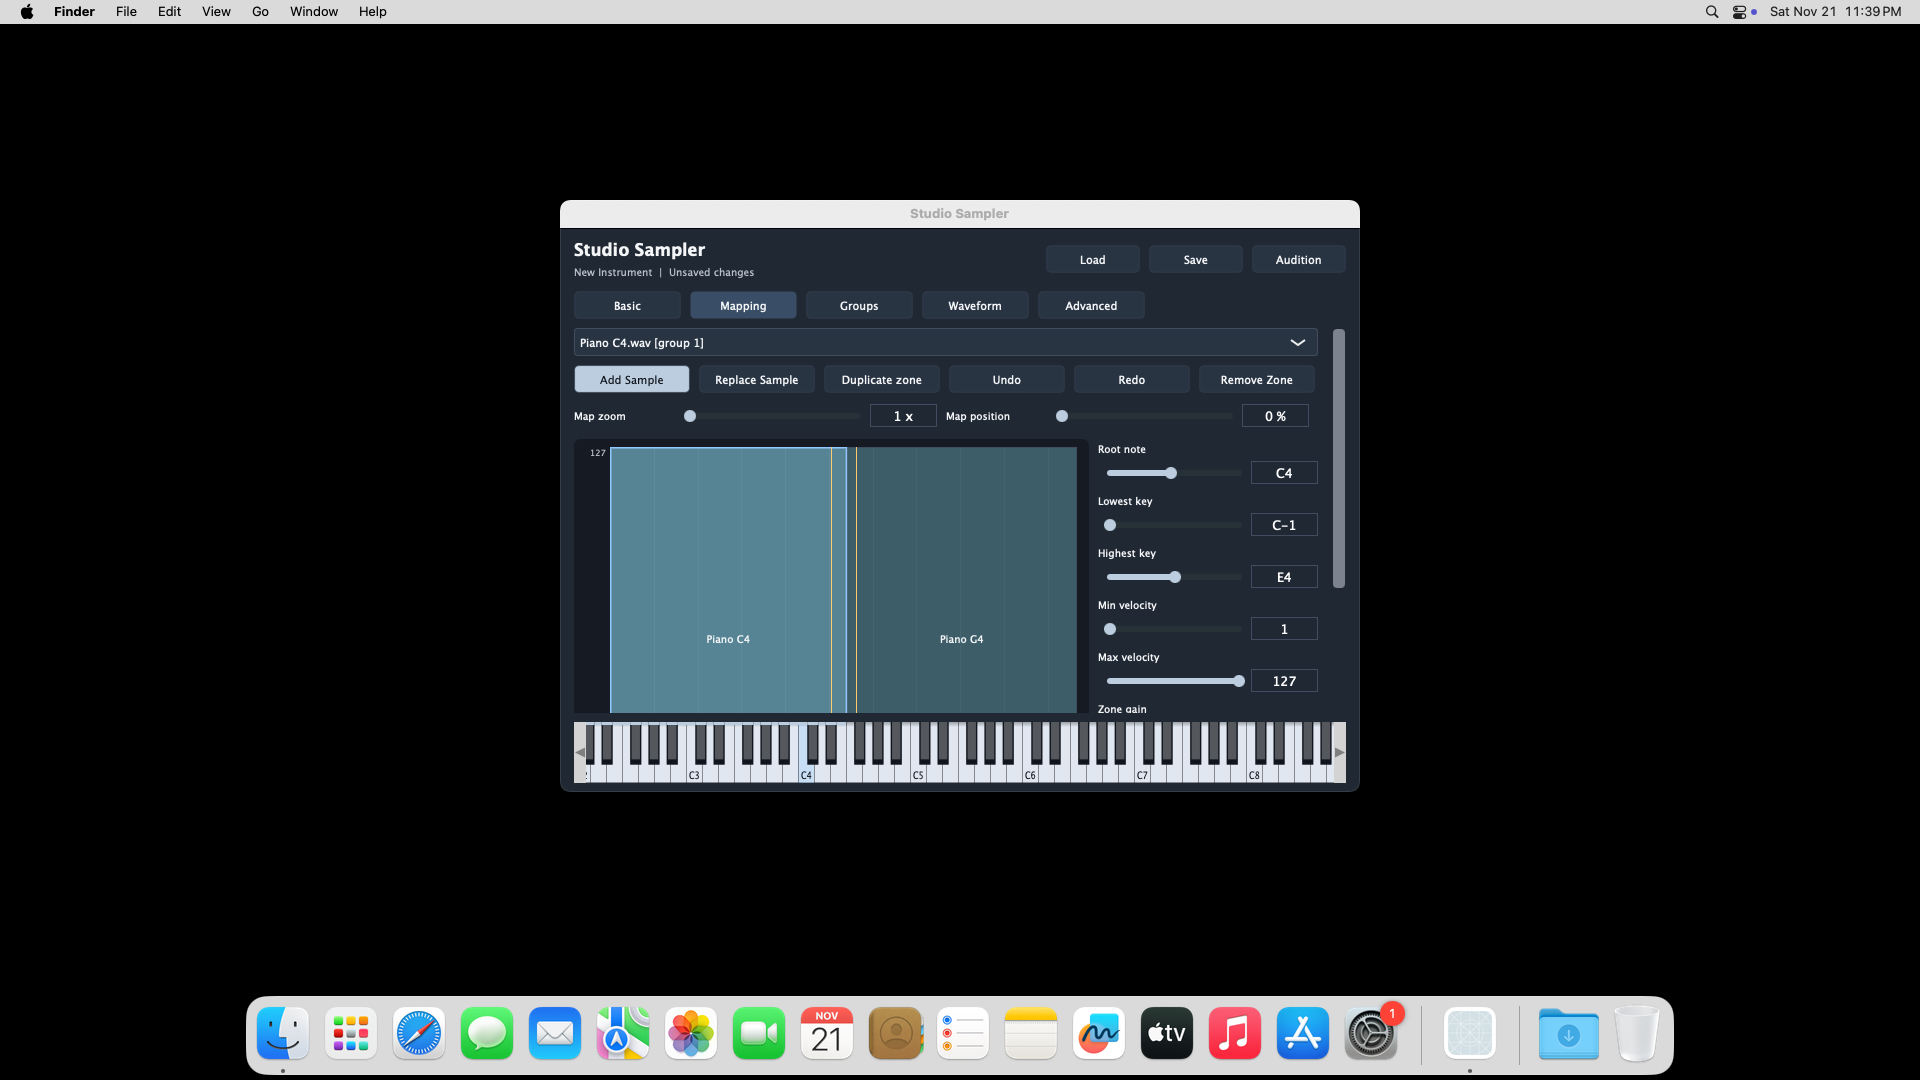 Finder File Edit View Go Window Help
Sat Nov 21 11:39 PM
Studio Sampler
Studio Sampler
New Instrument | Unsaved changes
Load Save Audition
Basic Mapping Groups Waveform Advanced
Piano C4.wav [group 1]
Add Sample Replace Sample Duplicate zone Undo Redo Remove Zone
Map zoom 1 x Map position 0 %
127
Piano C4
Piano G4
Root note
C4
Lowest key
C-1
Highest key
E4
Min velocity
1
Max velocity
127
Zone gain
C3 C4 C5 C6 C7 C8
NOV
21
tv
1